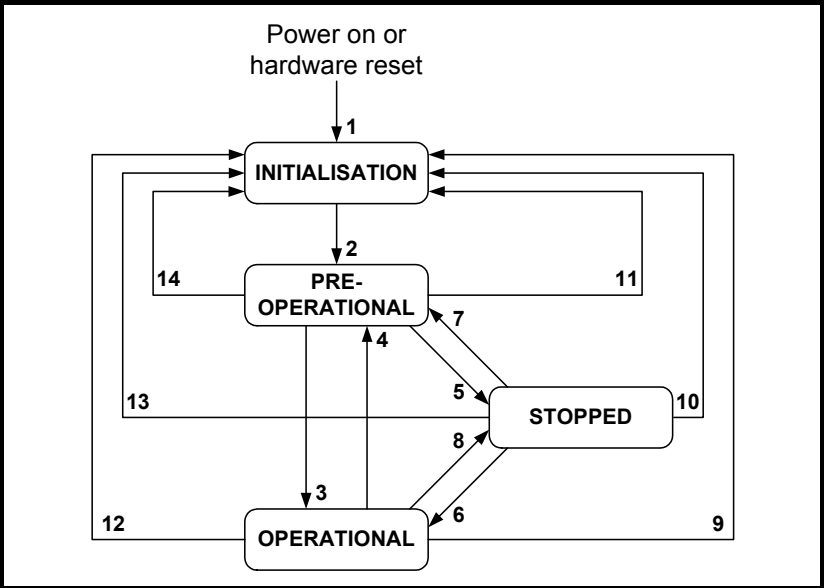 Power on or
hardware reset
1
INITIALISATION
2
14
PRE-
OPERATIONAL
11
7
4
5
13
STOPPED
10
8
3
6
12
OPERATIONAL
9